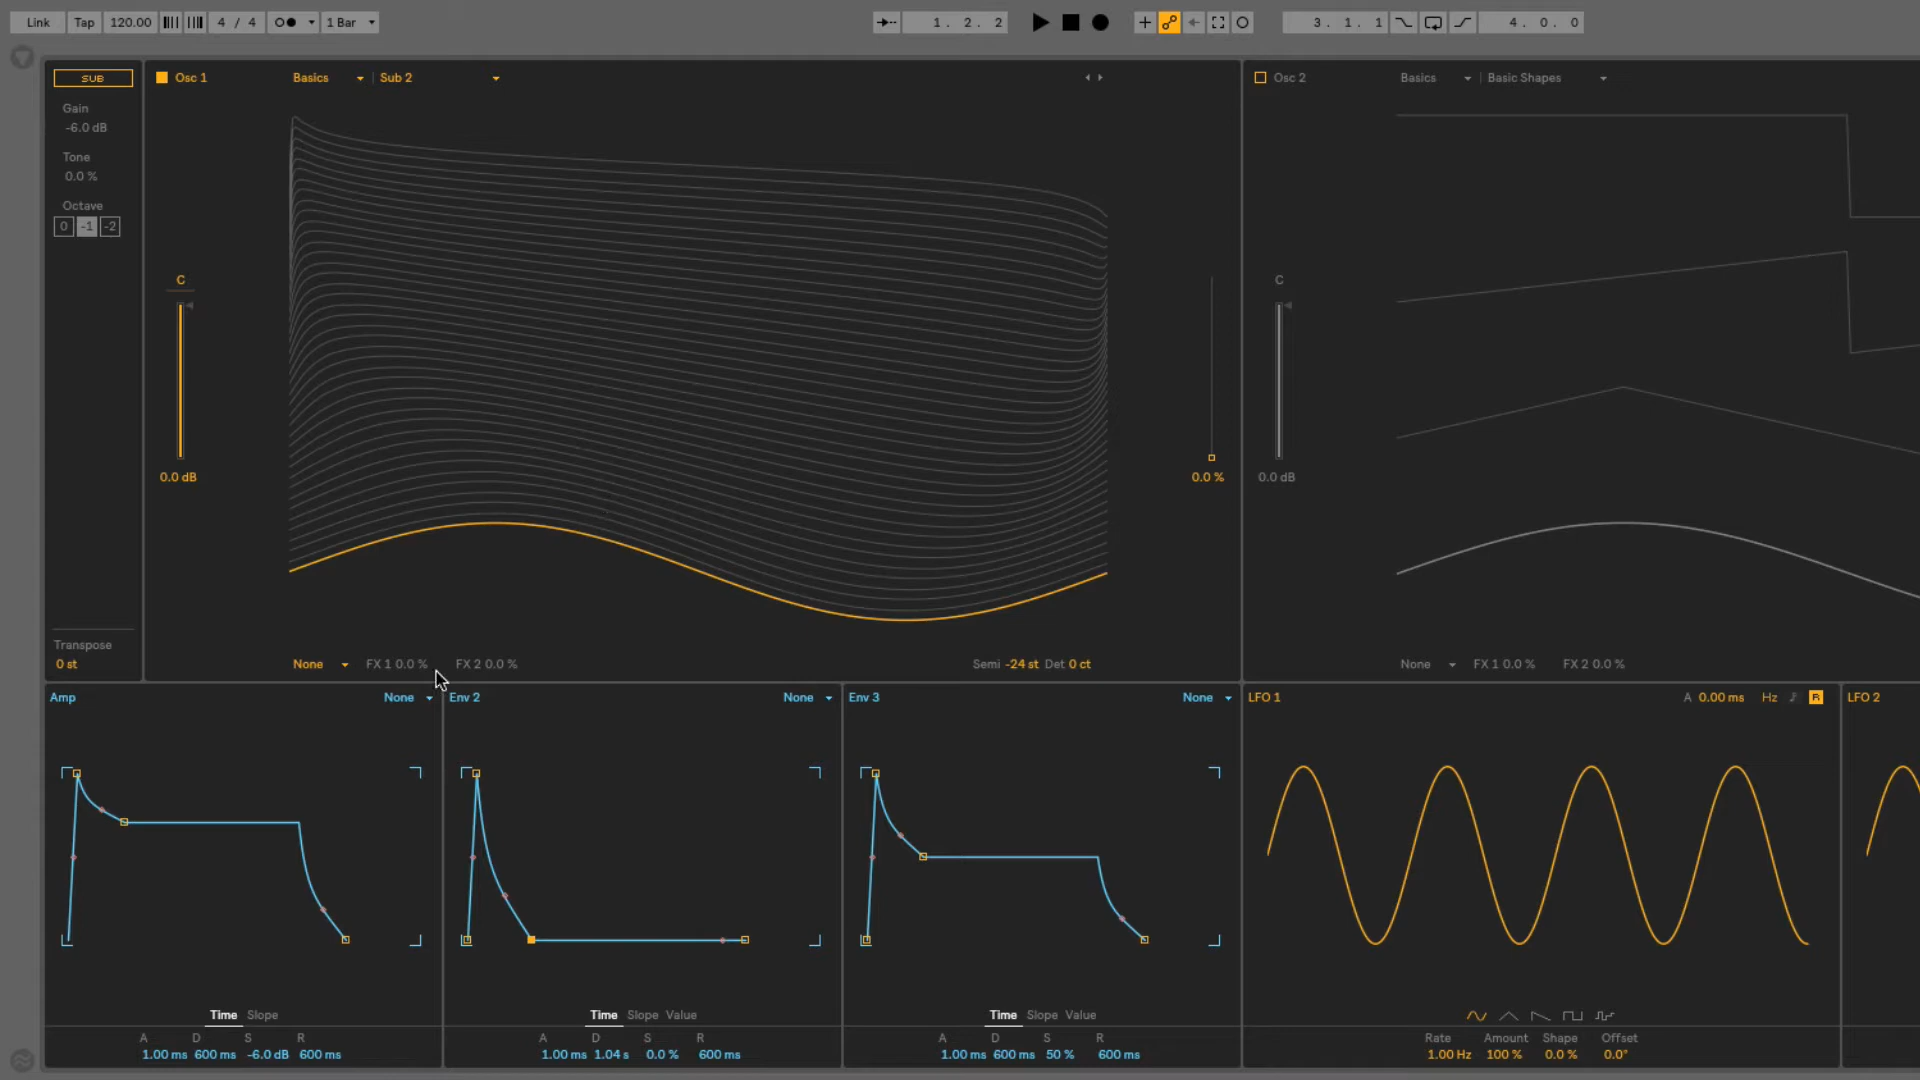 Link Tap 120.00 4 / 4 1 Bar 1. 2. 2 3. 1. 1 4. 0. 0
SUB
Gain
-6.0 dB
Tone
0.0 %
Octave
0 -1 -2
Transpose
0 st
Osc 1 Basics Sub 2
C
0.0 dB
0.0 %
None FX 1 0.0 % FX 2 0.0 % Semi -24 st Det 0 ct
Osc 2 Basics Basic Shapes
C
0.0 dB
None FX 1 0.0 % FX 2 0.0 %
Amp None
Time Slope
A D S R
1.00 ms 600 ms -6.0 dB 600 ms
Env 2 None
Time Slope Value
A D S R
1.00 ms 1.04 s 0.0 % 600 ms
Env 3 None
Time Slope Value
A D S R
1.00 ms 600 ms 50 % 600 ms
LFO 1 A 0.00 ms Hz R
Rate Amount Shape Offset
1.00 Hz 100 % 0.0 % 0.0°
LFO 2